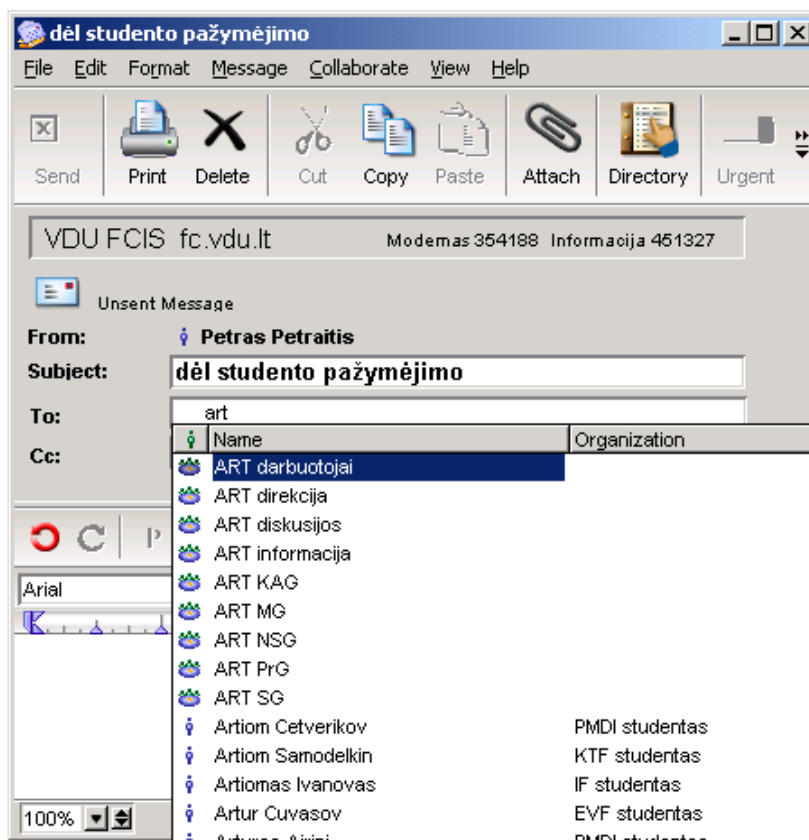 dėl studento pažymėjimo
File Edit Format Message Collaborate View Help
Send Print Delete Cut Copy Paste Attach Directory Urgent
VDU FCIS fc.vdu.lt Modemas 354188 Informacija 451327
Unsent Message
From: Petras Petraitis
Subject: dėl studento pažymėjimo
To: art
Cc:
Name Organization
ART darbuotojai
ART direkcija
ART diskusijos
P ART informacija
Arial ART KAG
ART MG
ART NSG
ART PrG
ART SG
Artiom Cetverikov PMDI studentas
Artiom Samodelkin KTF studentas
Artiomas Ivanovas IF studentas
100% Artur Cuvasov EVF studentas